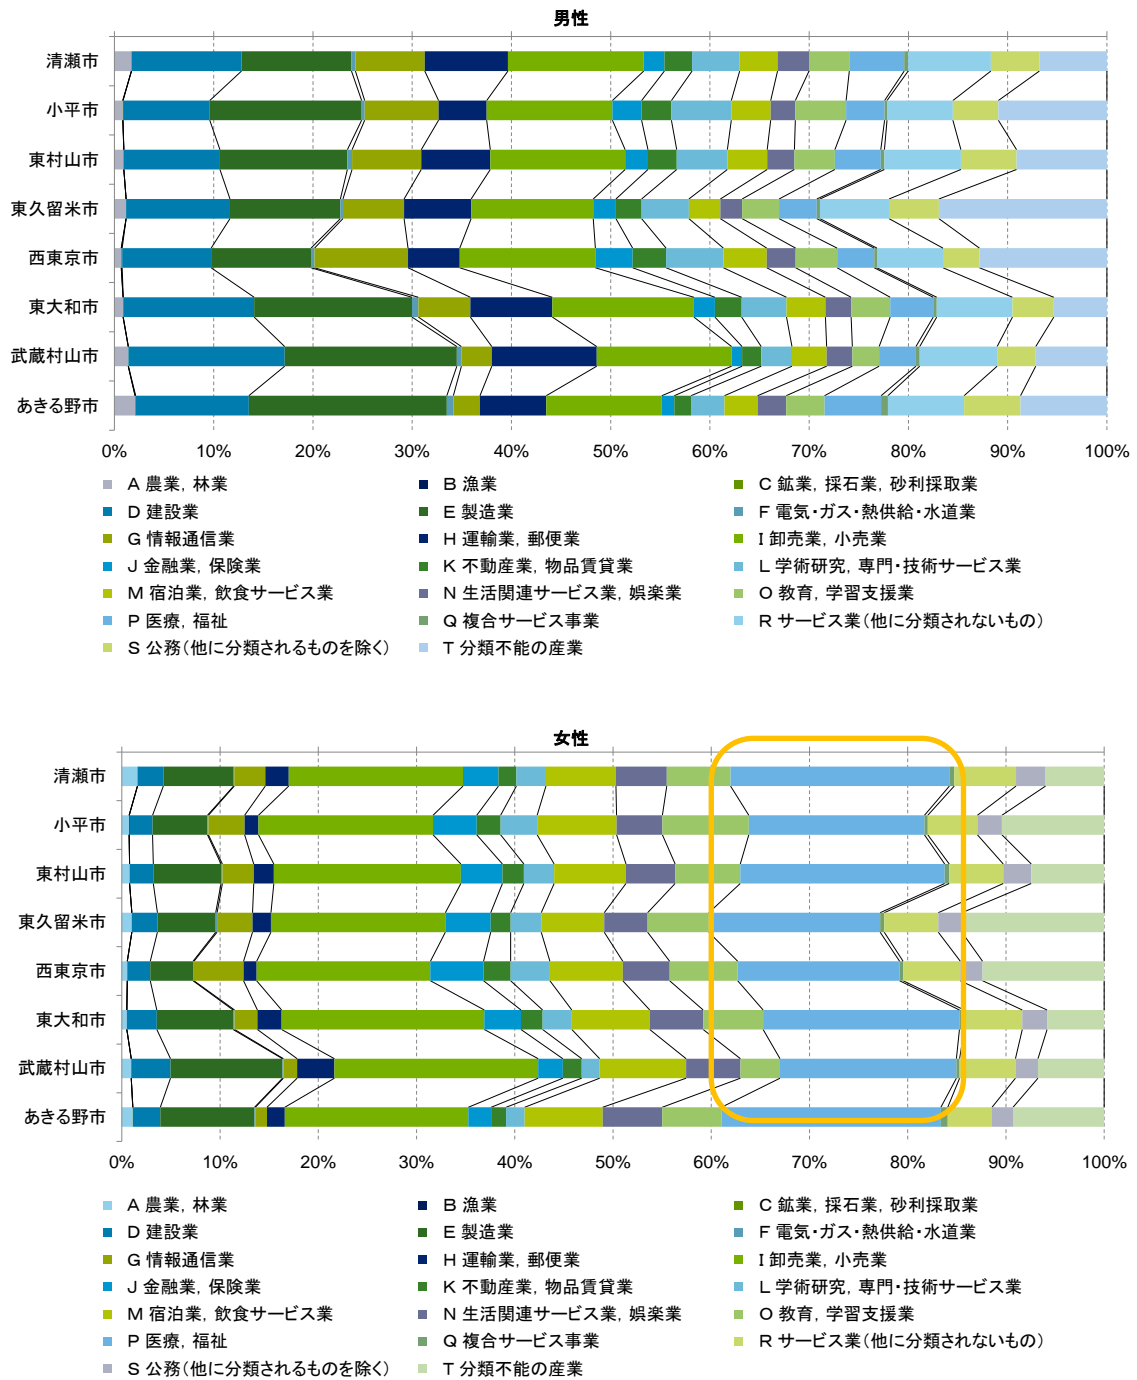 男性
清瀬市
小平市
東村山市
東久留米市
西東京市
東大和市
武蔵村山市
あきる野市
0% 10% 20% 30% 40% 50% 60% 70% 80% 90% 100%
A 農業，林業 B 漁業 C 鉱業，採石業，砂利採取業
D 建設業 E 製造業 F 電気・ガス・熱供給・水道業
G 情報通信業 H 運輸業，郵便業 I 卸売業，小売業
J 金融業，保険業 K 不動産業，物品賃貸業 L 学術研究，専門・技術サービス業
M 宿泊業，飲食サービス業 N 生活関連サービス業，娯楽業 O 教育，学習支援業
P 医療，福祉 Q 複合サービス事業 R サービス業（他に分類されないもの）
S 公務（他に分類されるものを除く） T 分類不能の産業
女性
清瀬市
小平市
東村山市
東久留米市
西東京市
東大和市
武蔵村山市
あきる野市
0% 10% 20% 30% 40% 50% 60% 70% 80% 90% 100%
A 農業，林業 B 漁業 C 鉱業，採石業，砂利採取業
D 建設業 E 製造業 F 電気・ガス・熱供給・水道業
G 情報通信業 H 運輸業，郵便業 I 卸売業，小売業
J 金融業，保険業 K 不動産業，物品賃貸業 L 学術研究，専門・技術サービス業
M 宿泊業，飲食サービス業 N 生活関連サービス業，娯楽業 O 教育，学習支援業
P 医療，福祉 Q 複合サービス事業 R サービス業（他に分類されないもの）
S 公務（他に分類されるものを除く） T 分類不能の産業